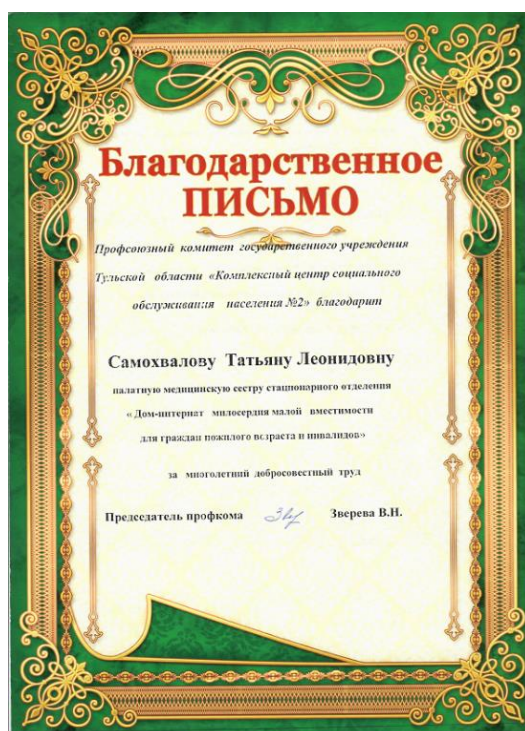 Благодарственное
ПИСЬМО
Профсоюзный комитет государственного учреждения
Тульской области «Комплексный центр социального
обслуживания населения №2» благодарит
Самохвалову Татьяну Леонидовну
палатную медицинскую сестру стационарного отделения
«Дом-интернат милосердия малой вместимости
для граждан пожилого возраста и инвалидов»
за многолетний добросовестный труд
Председатель профкома Зверева В.Н.